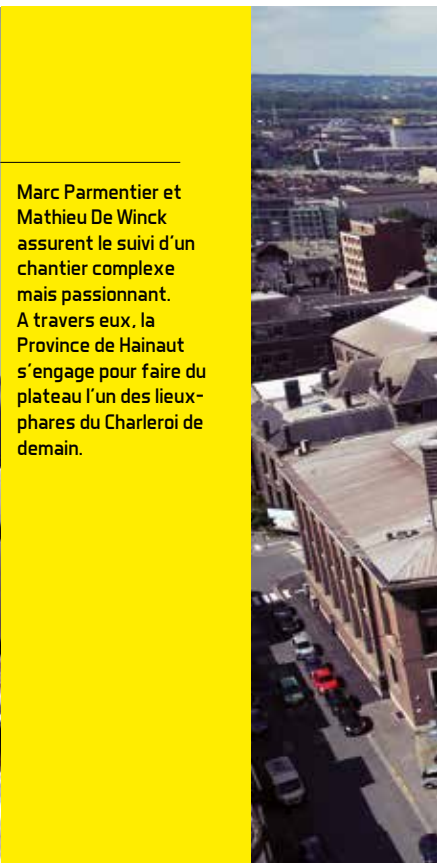 Marc Parmentier et
Mathieu De Winck
assurent le suivi d'un
chantier complexe
mais passionnant.
A travers eux, la
Province de Hainaut
s'engage pour faire du
plateau l'un des lieux-
phares du Charleroi de
demain.